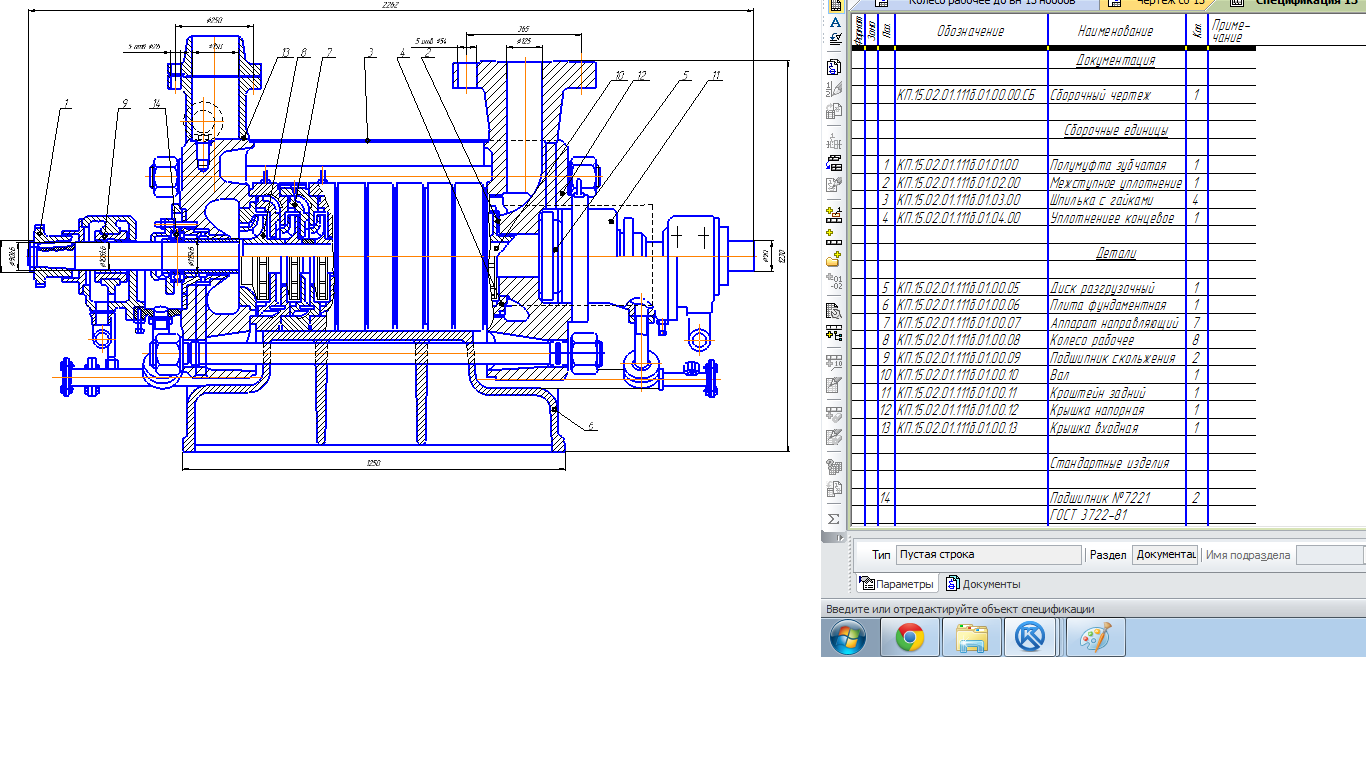 2262
ø250
365
5 отв ø54
ø125
13
8
7
3
4
2
10
12
5
11
1
9
14
1270
6
1250
Колесо рабочее до вн 13 нобоов
Чертеж сб 13
Спецификация 13
Формат
Зона
Поз.
Обозначение
Наименование
Кол.
Приме-
чание
Документация
КП.15.02.01.111б.01.00.00.СБ Сборочный чертеж 1
Сборочные единицы
1 КП.15.02.01.111б.01.01.00 Полумуфта зубчатая 1
2 КП.15.02.01.111б.01.02.00 Межступное уплотнение 1
3 КП.15.02.01.111б.01.03.00 Шпилька с гайками 4
4 КП.15.02.01.111б.01.04.00 Уплотнениее концевое 1
Детали
5 КП.15.02.01.111б.01.00.05 Диск разгрузочный 1
6 КП.15.02.01.111б.01.00.06 Плита фундаментная 1
7 КП.15.02.01.111б.01.00.07 Аппарат направляющий 7
8 КП.15.02.01.111б.01.00.08 Колесо рабочее 8
9 КП.15.02.01.111б.01.00.09 Подшипник скольжения 2
10 КП.15.02.01.111б.01.00.10 Вал 1
11 КП.15.02.01.111б.01.00.11 Кроштейн задний 1
12 КП.15.02.01.111б.01.00.12 Крышка напорная 1
13 КП.15.02.01.111б.01.00.13 Крышка входная 1
Стандартные изделия
14 Подшипник №7221 2
ГОСТ 3722-81
Тип Пустая строка Раздел Документац Имя подраздела
Параметры Документы
Введите или отредактируйте объект спецификации